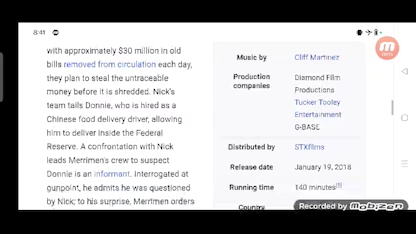 8:41
with approximately $30 million in old
bills removed from circulation each day,
they plan to steal the untraceable
money before it is shredded. Nick's
team tails Donnie, who is hired as a
Chinese food delivery driver, allowing
him to deliver inside the Federal
Reserve. A confrontation with Nick
leads Merrimen's crew to suspect
Donnie is an informant. Interrogated at
gunpoint, he admits he was questioned
by Nick; to his surprise, Merrimen orders
Music by
Cliff Martinez
Production
companies
Diamond Film
Productions
Tucker Tooley
Entertainment
G-BASE
Distributed by
STXfilms
Release date
January 19, 2018
Running time
140 minutes[1]
Country
Recorded by mobizen